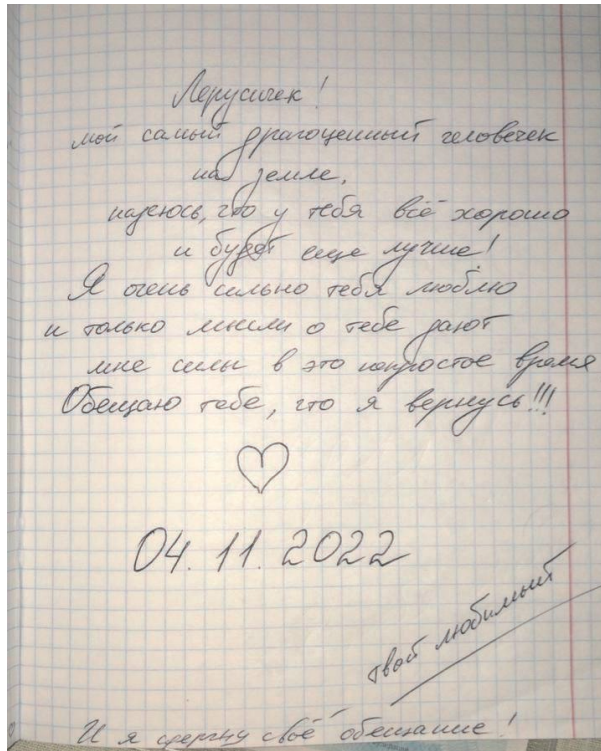 Лерусичек!
мой самый драгоценный человечек
на земле,
надеюсь, что у тебя всё хорошо
и будет еще лучше!
Я очень сильно тебя люблю
и только мысли о тебе дают
мне силы в это непростое время
Обещаю тебе, что я вернусь!!!
04.11.2022
твой любимый
И я сдержу своё обещание!